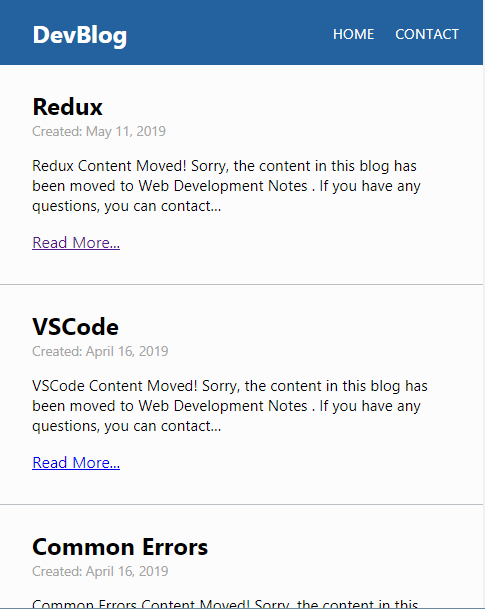 DevBlog
HOME
CONTACT
Redux
Created: May 11, 2019
Redux Content Moved! Sorry, the content in this blog has
been moved to Web Development Notes . If you have any
questions, you can contact...
Read More...
VSCode
Created: April 16, 2019
VSCode Content Moved! Sorry, the content in this blog has
been moved to Web Development Notes . If you have any
questions, you can contact...
Read More...
Common Errors
Created: April 16, 2019
Common Errors Content Moved! Sorry, the content in this